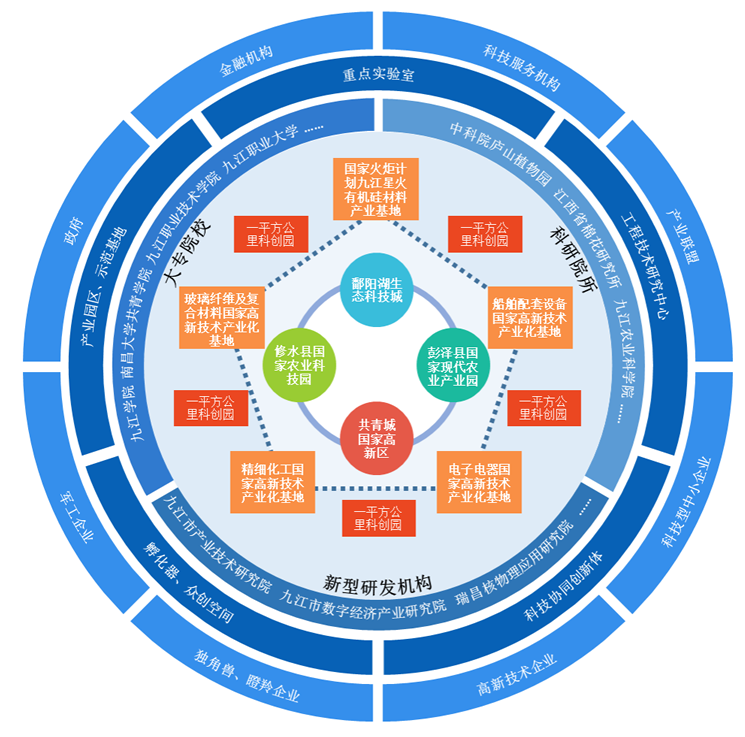 金融机构
科技服务机构
政府
产业联盟
军工企业
科技型中小企业
独角兽、瞪羚企业
高新技术企业
重点实验室
产业园区、示范基地
工程技术研究中心
孵化器、众创空间
科技协同创新体
九江学院 南昌大学共青学院 九江职业技术学院 九江职业大学 ……
中科院庐山植物园 江西省棉花研究所 九江农业科学院 ……
九江市产业技术研究院 九江市数字经济产业研究院 瑞昌核物理应用研究院 ……
大专院校
科研院所
新型研发机构
国家火炬计
划九江星火
有机硅材料
产业基地
一平方公
里科创园
一平方公
里科创园
玻璃纤维及复
合材料国家高
新技术产业化
基地
船舶配套设备
国家高新技术
产业化基地
鄱阳湖生
态科技城
修水县国
家农业科技
园
彭泽县国
家现代农
业产业园
共青城
国家高
新区
一平方公
里科创园
一平方公
里科创园
精细化工国
家高新技术
产业化基地
电子电器国
家高新技术
产业化基地
一平方公
里科创园